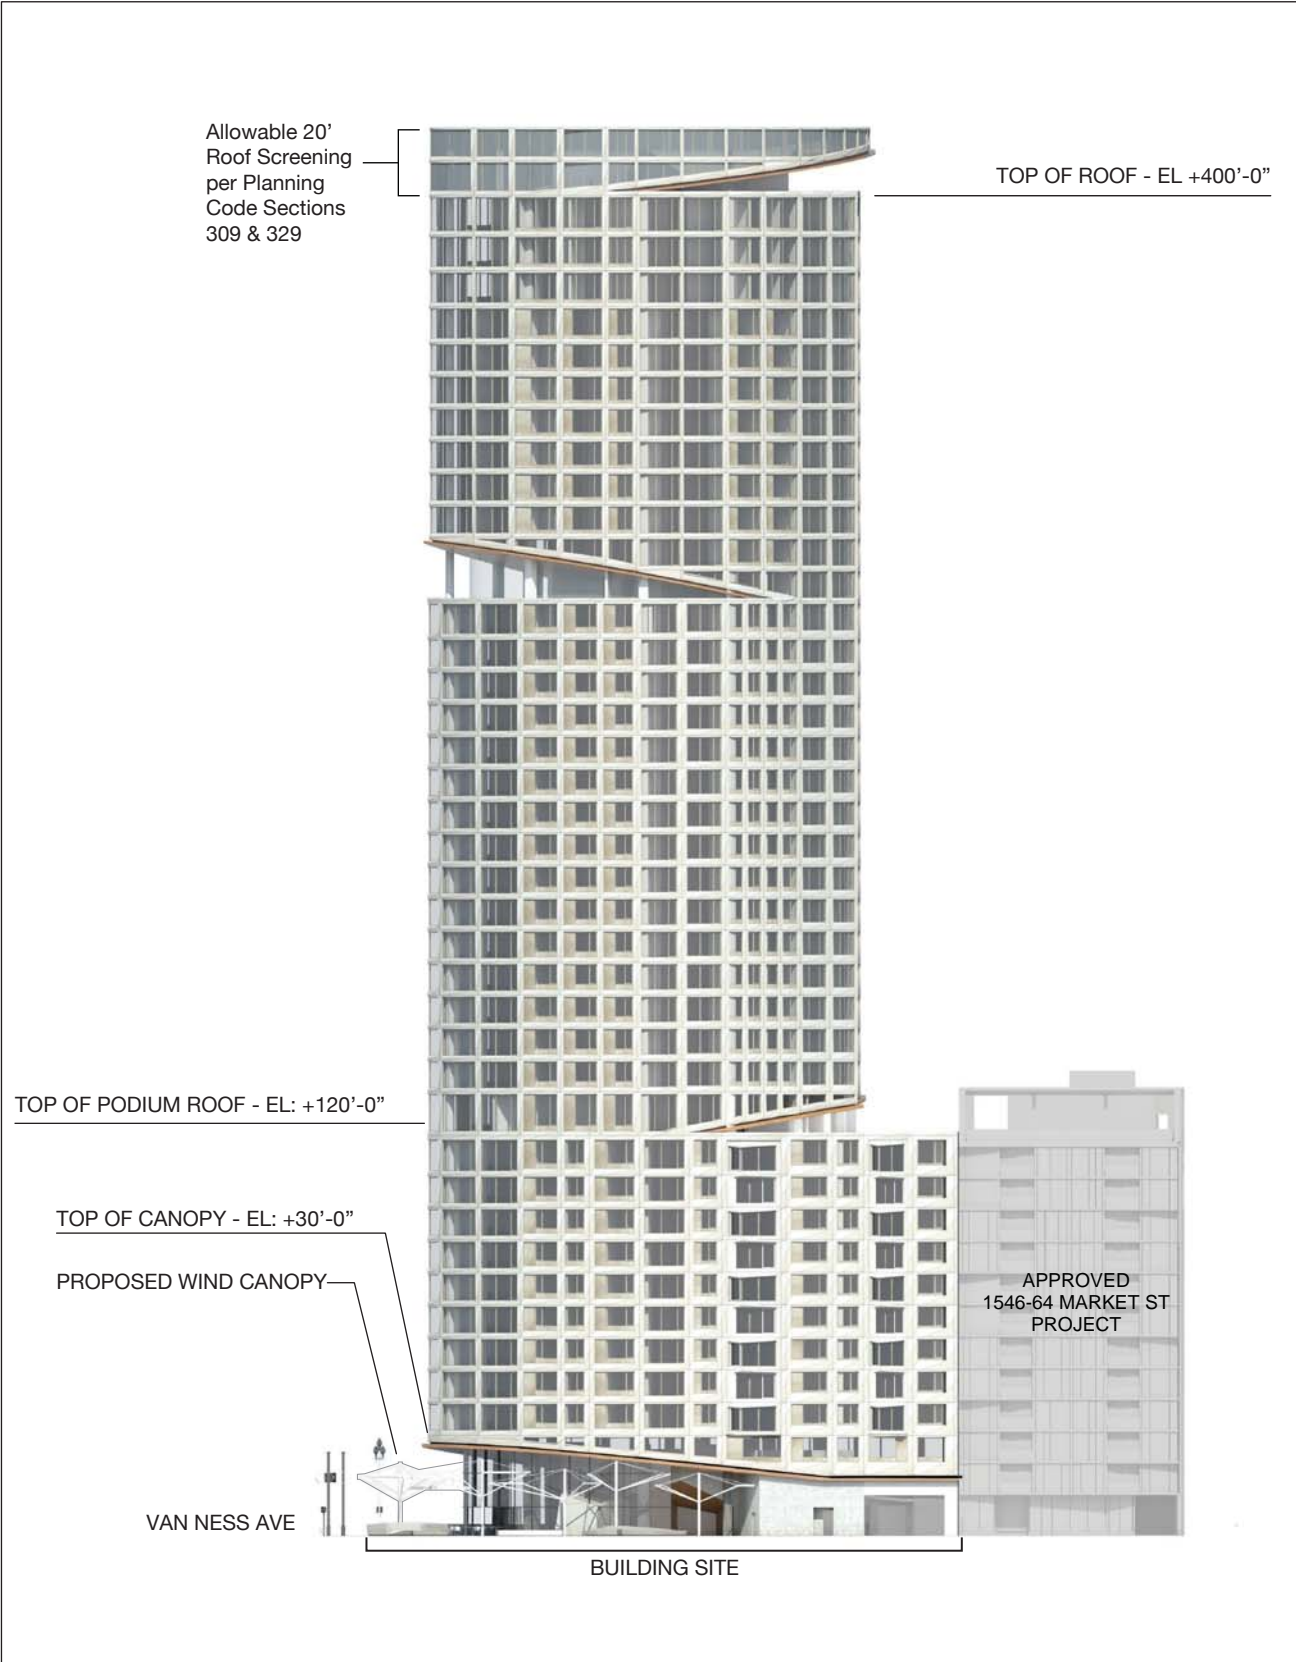 Allowable 20’
Roof Screening
per Planning
Code Sections
309 & 329
TOP OF ROOF - EL +400’-0”
TOP OF PODIUM ROOF - EL: +120’-0”
TOP OF CANOPY - EL: +30’-0”
PROPOSED WIND CANOPY
APPROVED
1546-64 MARKET ST
PROJECT
VAN NESS AVE
BUILDING SITE